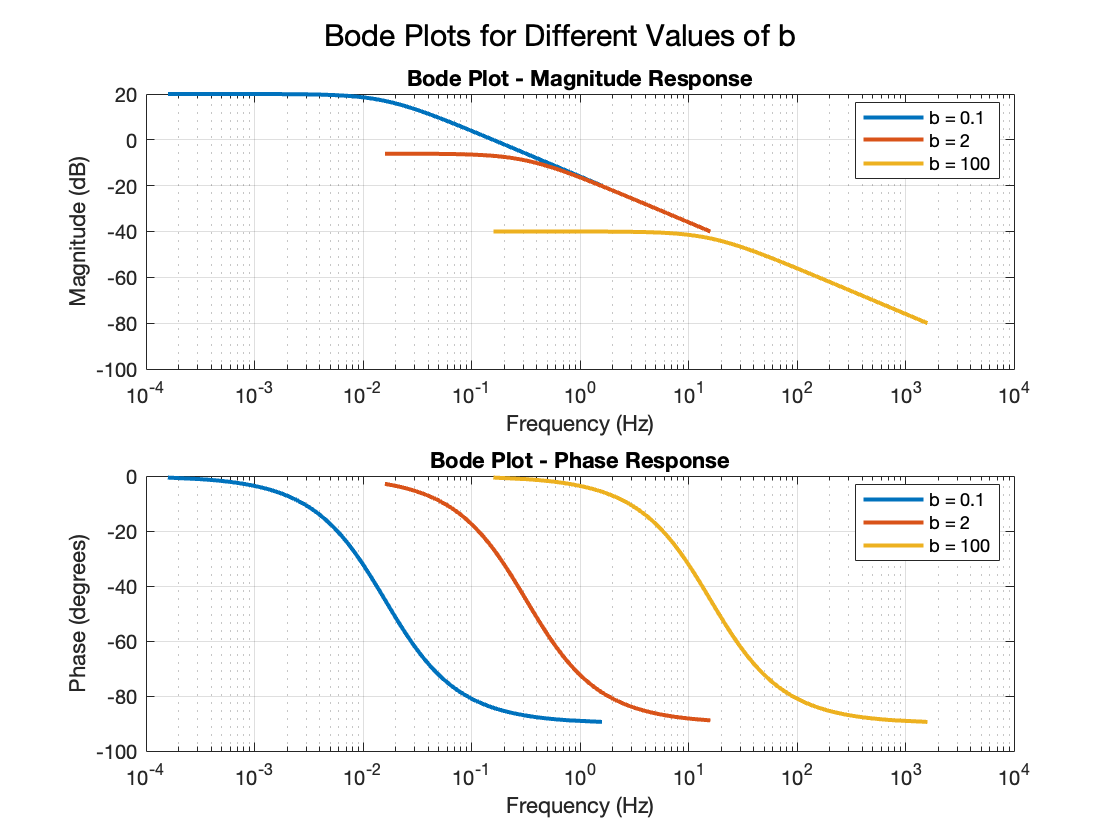 Bode Plots for Different Values of b
Bode Plot - Magnitude Response
20
0
-20
-40
-60
-80
-100
Magnitude (dB)
b = 0.1
b = 2
b = 100
10^-4 10^-3 10^-2 10^-1 10^0 10^1 10^2 10^3 10^4
Frequency (Hz)
Bode Plot - Phase Response
0
-20
-40
-60
-80
-100
Phase (degrees)
b = 0.1
b = 2
b = 100
10^-4 10^-3 10^-2 10^-1 10^0 10^1 10^2 10^3 10^4
Frequency (Hz)